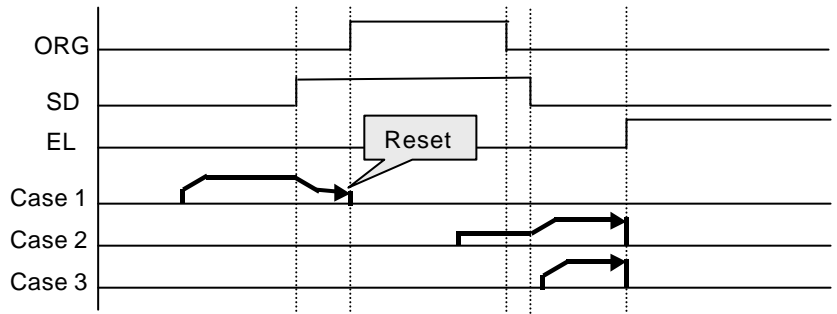 ORG
SD
EL
Reset
Case 1
Case 2
Case 3